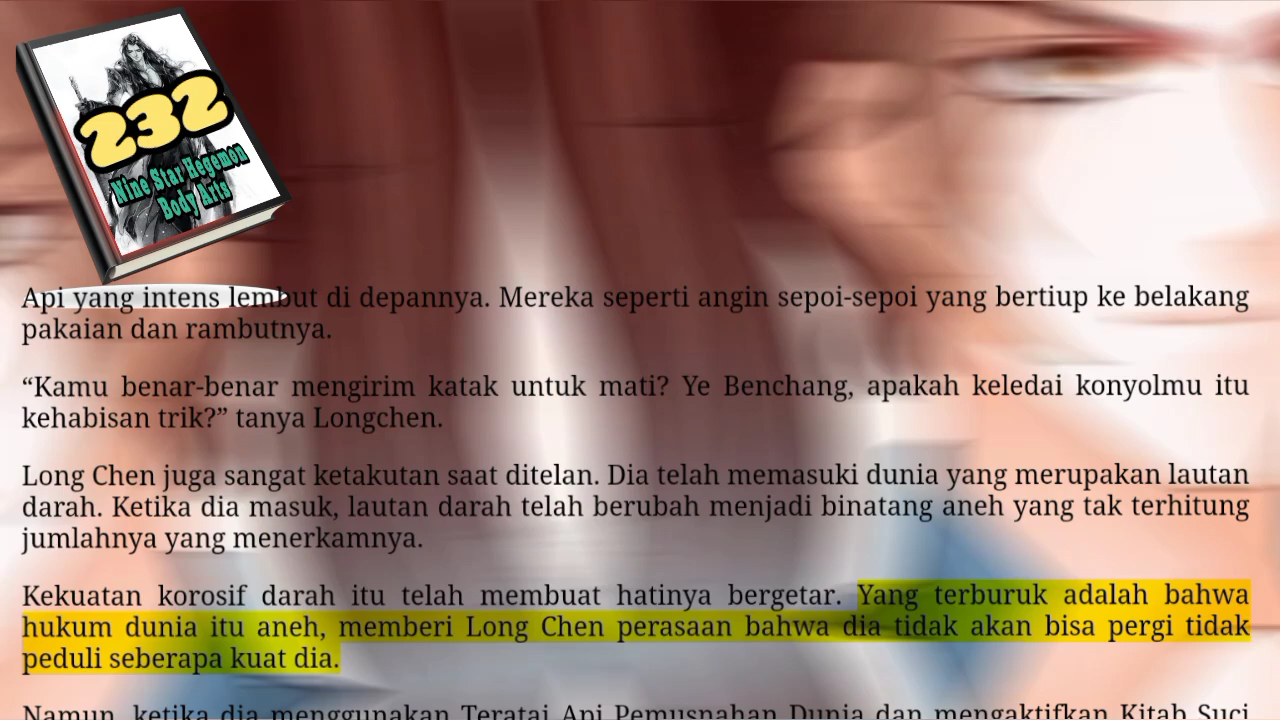 232
Nine Star Hegemon
Body Arts
Api yang intens lembut di depannya. Mereka seperti angin sepoi-sepoi yang bertiup ke belakang
pakaian dan rambutnya.
“Kamu benar-benar mengirim katak untuk mati? Ye Benchang, apakah keledai konyolmu itu
kehabisan trik?” tanya Longchen.
Long Chen juga sangat ketakutan saat ditelan. Dia telah memasuki dunia yang merupakan lautan
darah. Ketika dia masuk, lautan darah telah berubah menjadi binatang aneh yang tak terhitung
jumlahnya yang menerkamnya.
Kekuatan korosif darah itu telah membuat hatinya bergetar. Yang terburuk adalah bahwa
hukum dunia itu aneh, memberi Long Chen perasaan bahwa dia tidak akan bisa pergi tidak
peduli seberapa kuat dia.
Namun, ketika dia menggunakan Teratai Api Pemusnahan Dunia dan mengaktifkan Kitab Suci